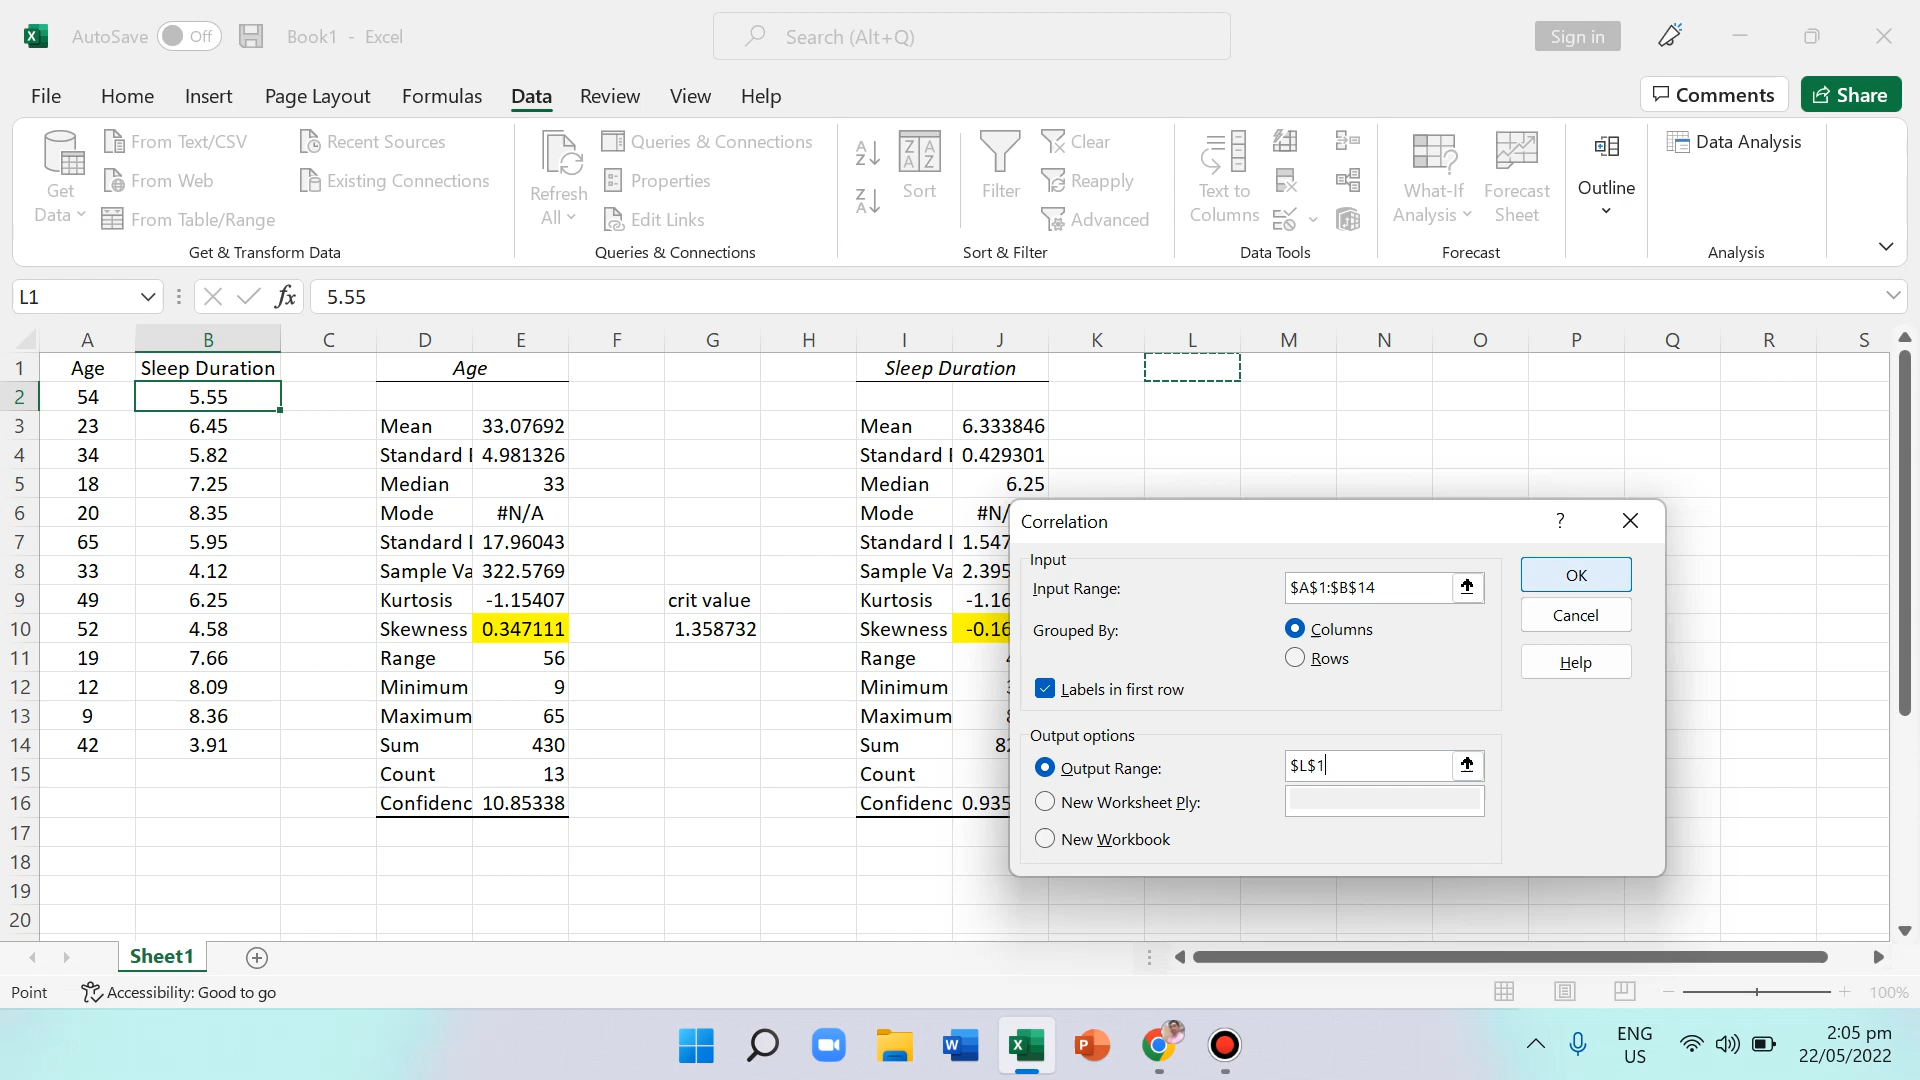 AutoSave Off Book1 - Excel Search (Alt+Q) Sign in
File Home Insert Page Layout Formulas Data Review View Help Comments Share
Get Data From Text/CSV From Web From Table/Range Recent Sources Existing Connections
Refresh All Queries & Connections Properties Edit Links
Sort Filter Clear Reapply Advanced
Text to Columns What-If Analysis Forecast Sheet Outline Data Analysis
Get & Transform Data Queries & Connections Sort & Filter Data Tools Forecast Analysis
L1 fx 5.55
A B C D E F G H I J K L M N O P Q R S
1 Age Sleep Duration Age Sleep Duration
2 54 5.55
3 23 6.45 Mean 33.07692 Mean 6.333846
4 34 5.82 Standard 4.981326 Standard 0.429301
5 18 7.25 Median 33 Median 6.25
6 20 8.35 Mode #N/A Mode #N/
7 65 5.95 Standard 17.96043 Standard 1.547
8 33 4.12 Sample Va 322.5769 Sample Va 2.395
9 49 6.25 Kurtosis -1.15407 crit value Kurtosis -1.16
10 52 4.58 Skewness 0.347111 1.358732 Skewness -0.16
11 19 7.66 Range 56 Range
12 12 8.09 Minimum 9 Minimum
13 9 8.36 Maximum 65 Maximum
14 42 3.91 Sum 430 Sum
15 Count 13 Count
16 Confidenc 10.85338 Confidenc 0.935
17
18
19
20
Correlation ?
Input
Input Range: $A$1:$B$14 OK
Grouped By: Columns Cancel
Rows Help
Labels in first row
Output options
Output Range: $L$1
New Worksheet Ply:
New Workbook
Sheet1
Point Accessibility: Good to go 100%
ENG 2:05 pm
US 22/05/2022